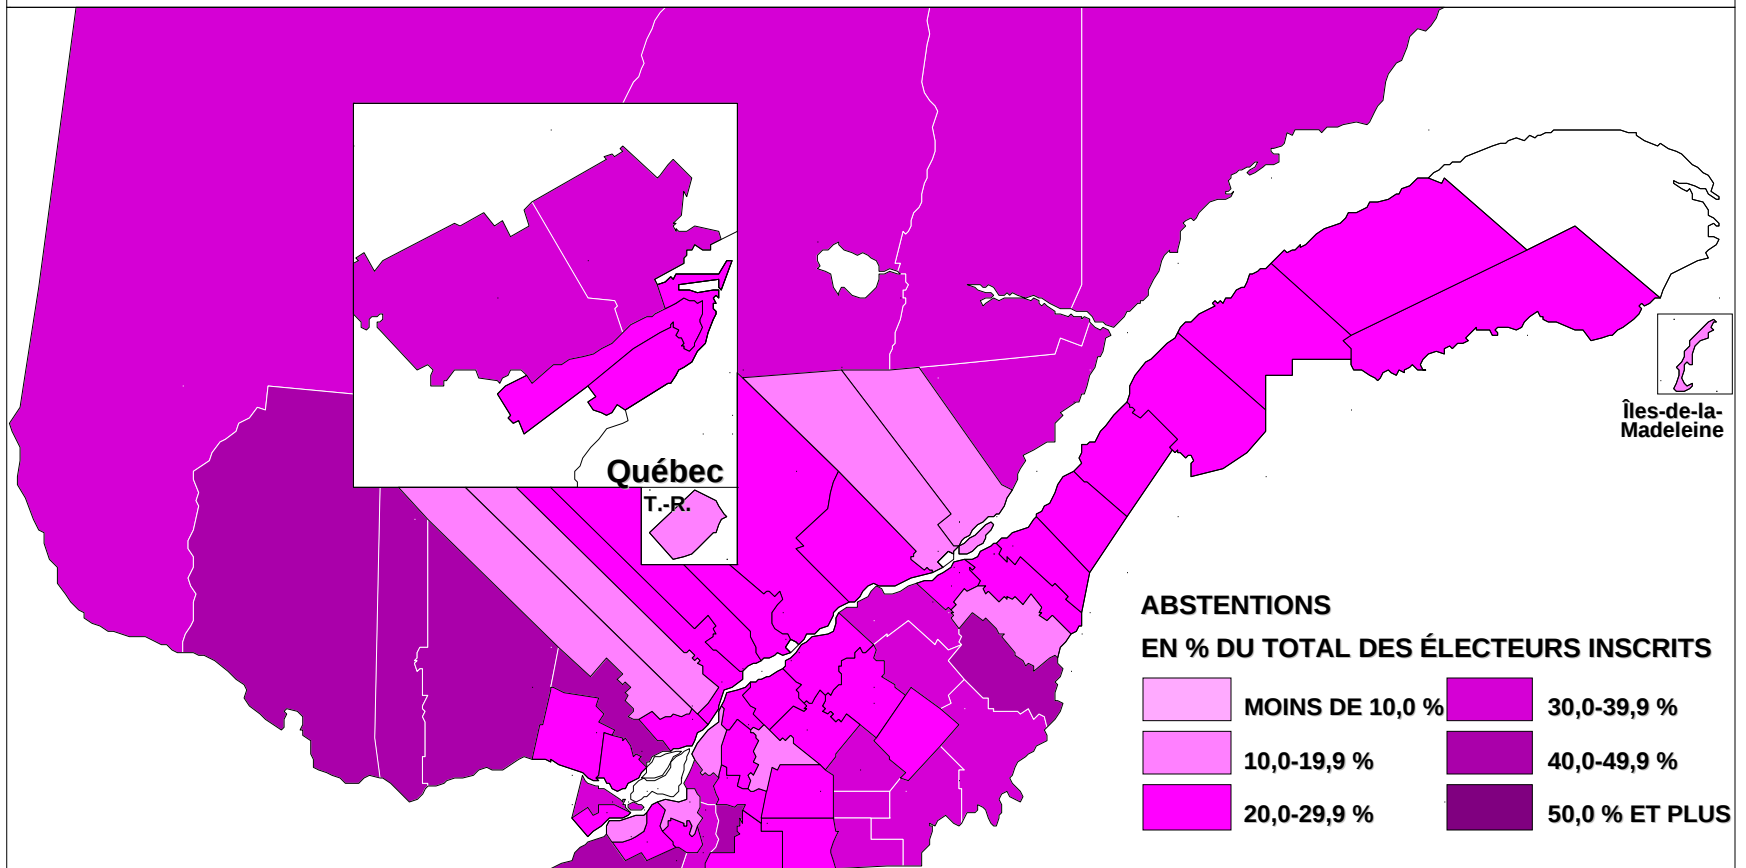 Québec
T.-R.
Îles-de-la-
Madeleine
ABSTENTIONS
EN % DU TOTAL DES ÉLECTEURS INSCRITS
MOINS DE 10,0 %
10,0-19,9 %
20,0-29,9 %
30,0-39,9 %
40,0-49,9 %
50,0 % ET PLUS